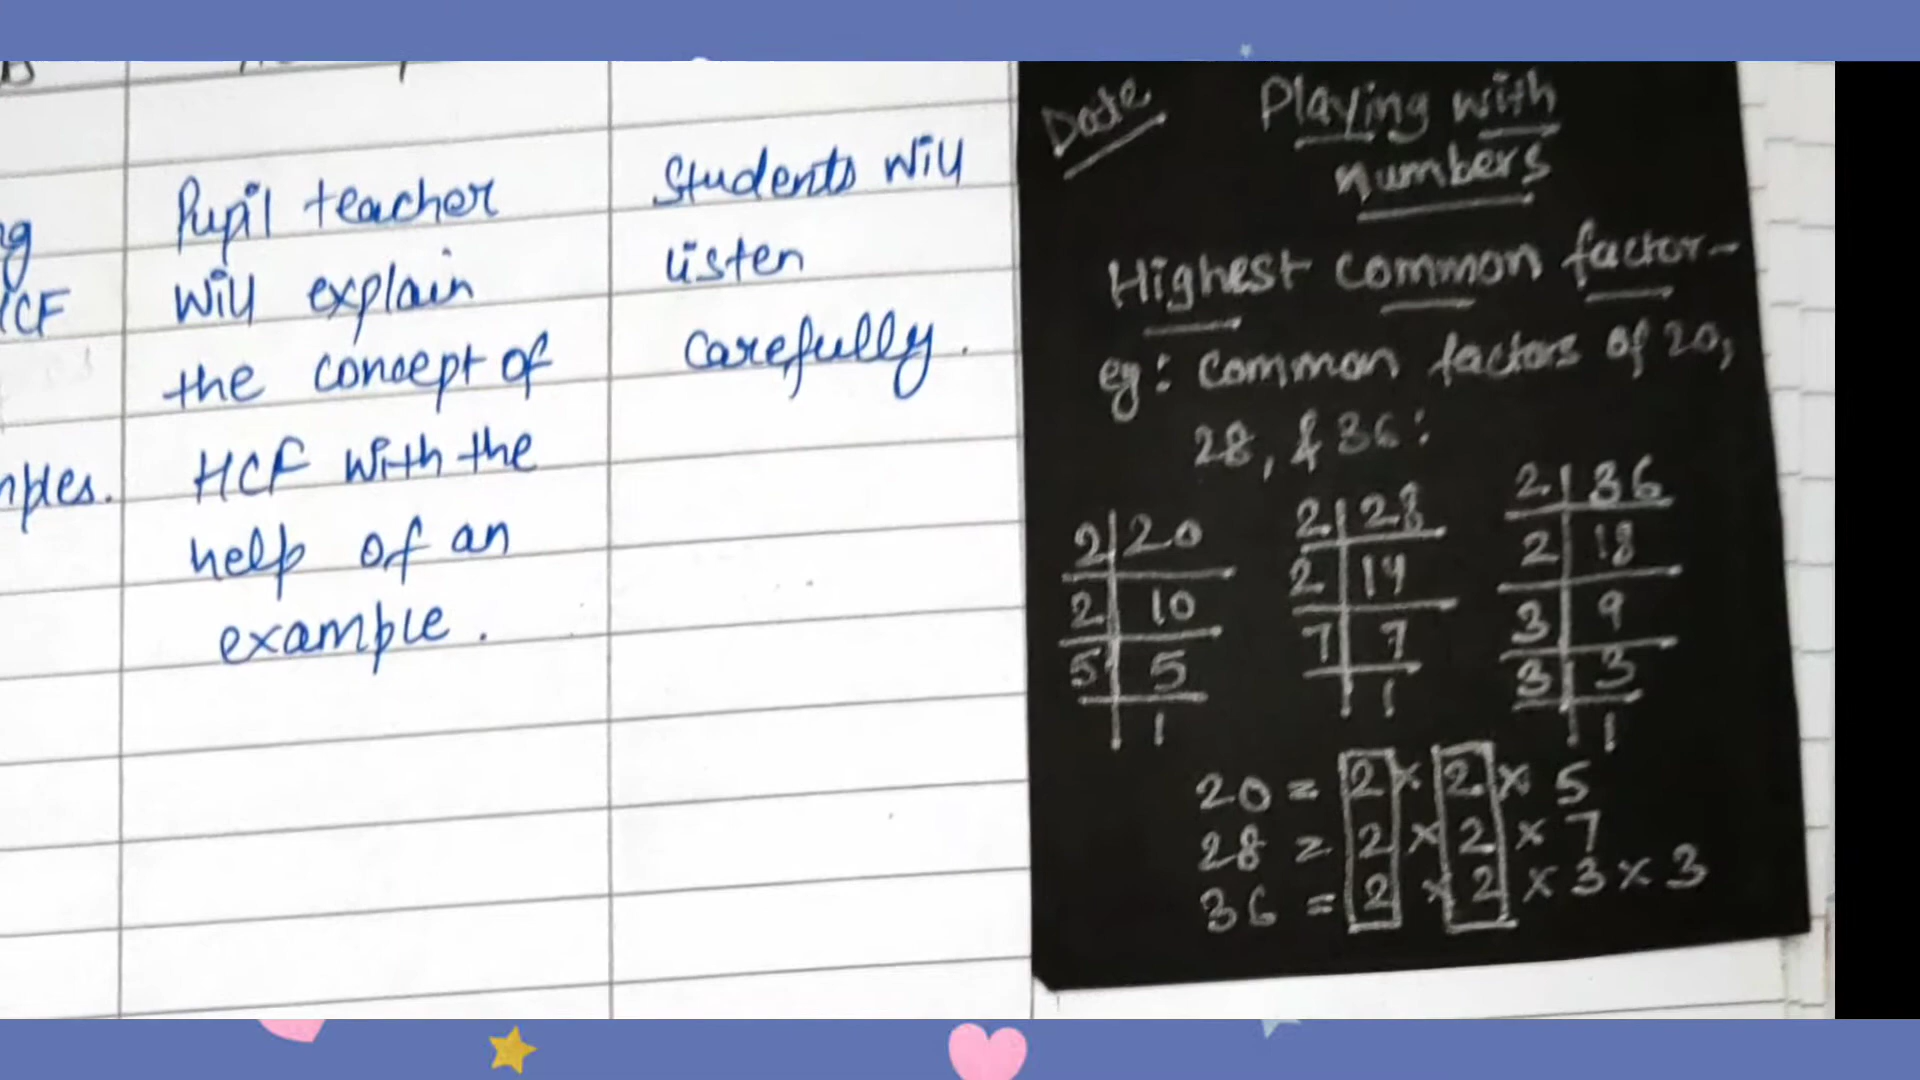 ng
HCF
mples.
Pupil teacher
will explain
the concept of
HCF with the
help of an
example.
Students will
listen
carefully.
Date
Playing with
numbers
Highest common factor-
eg: common factors of 20,
28, & 36:
2 20
2 10
5 5
1
2 28
2 14
7 7
1
2 36
2 18
3 9
3 3
1
20 = 2 × 2 × 5
28 = 2 × 2 × 7
36 = 2 × 2 × 3 × 3